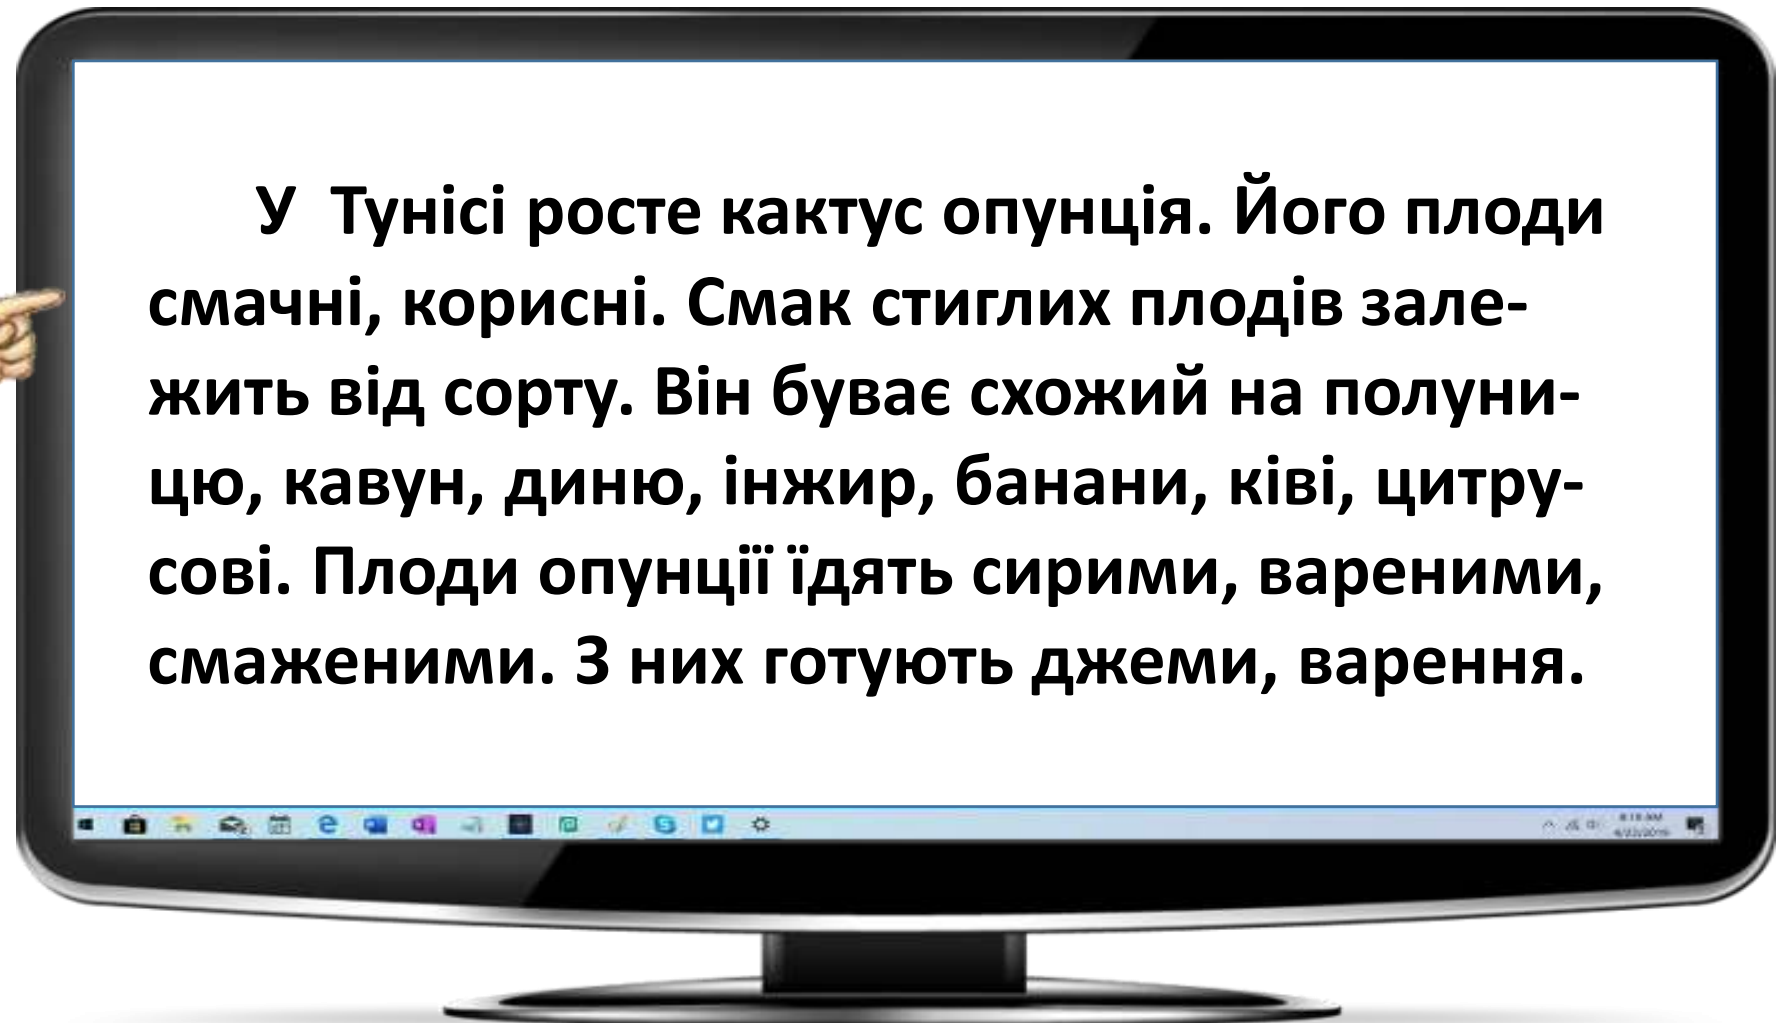 У Тунісі росте кактус опунція. Його плоди
смачні, корисні. Смак стиглих плодів зале-
жить від сорту. Він буває схожий на полуни-
цю, кавун, диню, інжир, банани, ківі, цитру-
сові. Плоди опунції їдять сирими, вареними,
смаженими. З них готують джеми, варення.